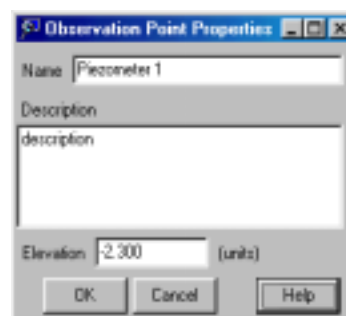 Observation Point Properties
Name Piezometer 1
Description
description
Elevation -2.300 (units)
OK Cancel Help